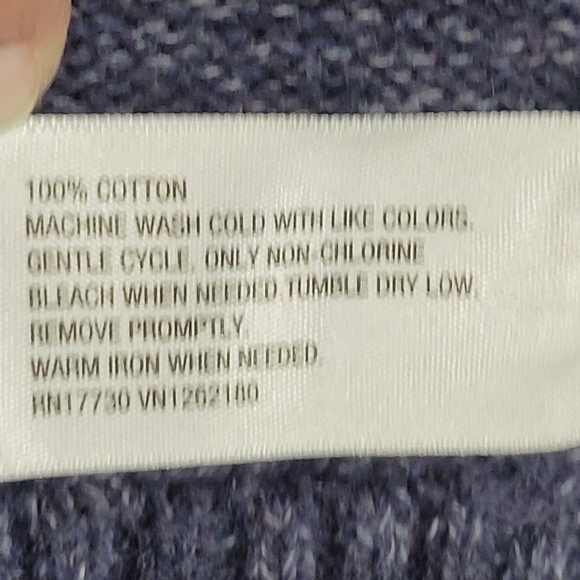 100% COTTON
MACHINE WASH COLD WITH LIKE COLORS.
GENTLE CYCLE. ONLY NON-CHLORINE
BLEACH WHEN NEEDED. TUMBLE DRY LOW.
REMOVE PROMPTLY.
WARM IRON WHEN NEEDED.
RN17730 VN1262180